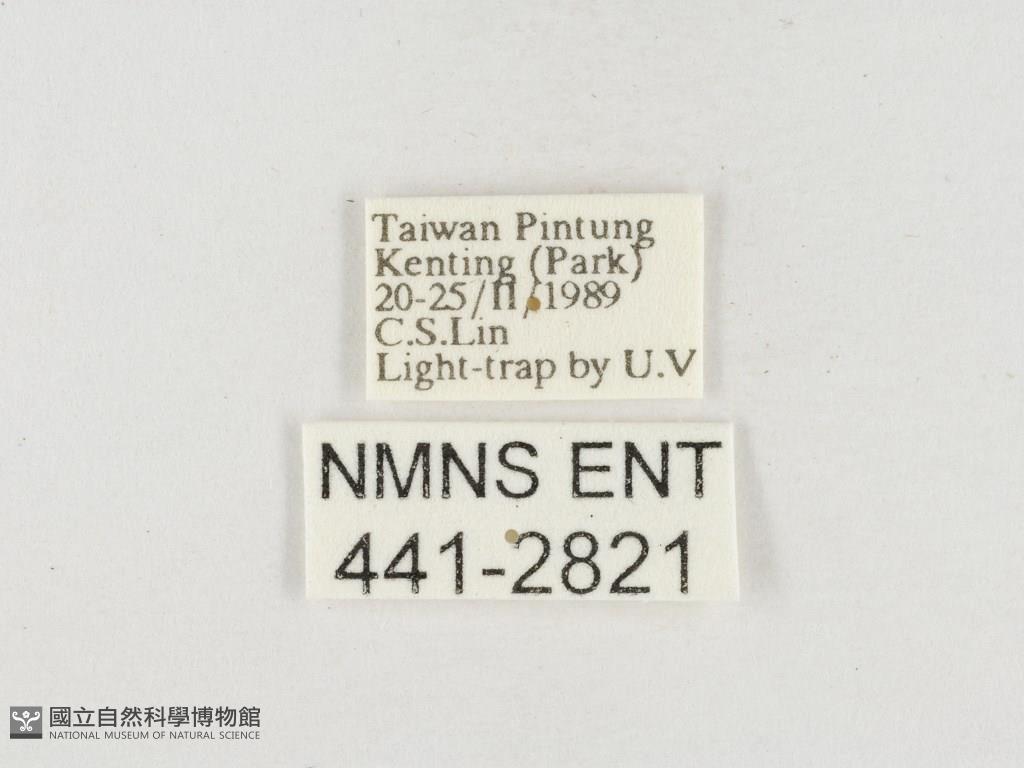 Taiwan Pintung
Kenting (Park)
20-25/II/1989
C.S.Lin
Light-trap by U.V
NMNS ENT
441-2821
國立自然科學博物館
NATIONAL MUSEUM OF NATURAL SCIENCE